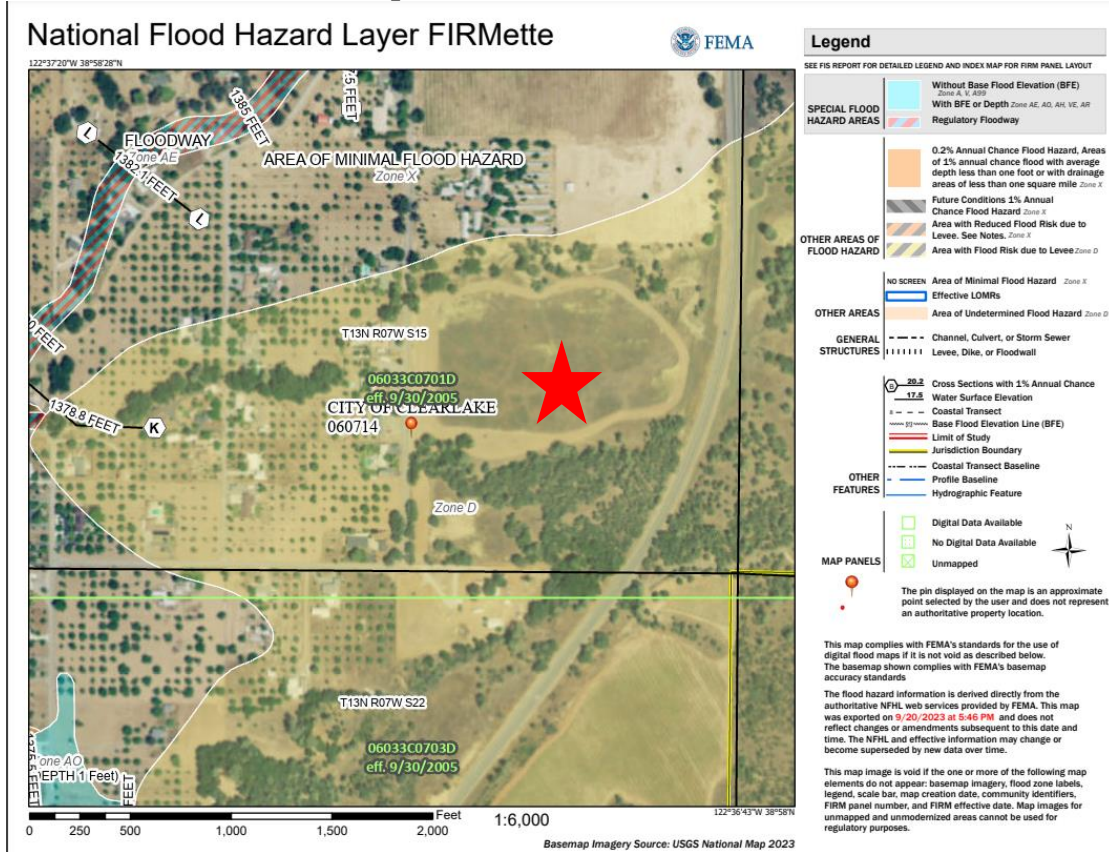 National Flood Hazard Layer FIRMette
FEMA
122°37'20"W 38°58'28"N
1385 FEET
.5 FEET
FLOODWAY
Zone AE
L
1382.1 FEET
L
AREA OF MINIMAL FLOOD HAZARD
Zone X
0 FEET
T13N R07W S15
06033C0701D
eff. 9/30/2005
CITY OF CLEARLAKE
060714
1378.8 FEET
K
Zone D
T13N R07W S22
06033C0703D
eff. 9/30/2005
one AO
EPTH 1 Feet)
FEET
FEET
122°36'43"W 38°58'N
0 250 500 1,000 1,500 2,000
Feet
1:6,000
Basemap Imagery Source: USGS National Map 2023
Legend
SEE FIS REPORT FOR DETAILED LEGEND AND INDEX MAP FOR FIRM PANEL LAYOUT
SPECIAL FLOOD
HAZARD AREAS
Without Base Flood Elevation (BFE)
Zone A, V, A99
With BFE or Depth Zone AE, AO, AH, VE, AR
Regulatory Floodway
OTHER AREAS OF
FLOOD HAZARD
0.2% Annual Chance Flood Hazard, Areas
of 1% annual chance flood with average
depth less than one foot or with drainage
areas of less than one square mile Zone X
Future Conditions 1% Annual
Chance Flood Hazard Zone X
Area with Reduced Flood Risk due to
Levee. See Notes. Zone X
Area with Flood Risk due to Levee Zone D
OTHER AREAS
NO SCREEN Area of Minimal Flood Hazard Zone X
Effective LOMRs
Area of Undetermined Flood Hazard Zone D
GENERAL
STRUCTURES
Channel, Culvert, or Storm Sewer
Levee, Dike, or Floodwall
OTHER
FEATURES
B 20.2 Cross Sections with 1% Annual Chance
17.5 Water Surface Elevation
Coastal Transect
Base Flood Elevation Line (BFE)
Limit of Study
Jurisdiction Boundary
Coastal Transect Baseline
Profile Baseline
Hydrographic Feature
MAP PANELS
Digital Data Available
No Digital Data Available
Unmapped
N
The pin displayed on the map is an approximate
point selected by the user and does not represent
an authoritative property location.
This map complies with FEMA's standards for the use of
digital flood maps if it is not void as described below.
The basemap shown complies with FEMA's basemap
accuracy standards
The flood hazard information is derived directly from the
authoritative NFHL web services provided by FEMA. This map
was exported on 9/20/2023 at 5:46 PM and does not
reflect changes or amendments subsequent to this date and
time. The NFHL and effective information may change or
become superseded by new data over time.
This map image is void if the one or more of the following map
elements do not appear: basemap imagery, flood zone labels,
legend, scale bar, map creation date, community identifiers,
FIRM panel number, and FIRM effective date. Map images for
unmapped and unmodernized areas cannot be used for
regulatory purposes.